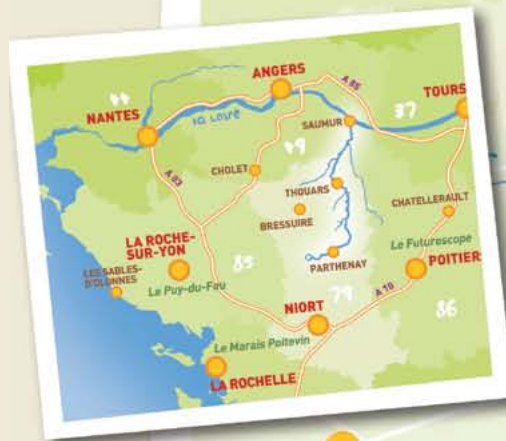 ANGERS
A 85
44
NANTES
LA LOIRE
37
TOURS
SAUMUR
49
A 83
CHOLET
THOUARS
BRESSUIRE
CHATELLERAULT
LA ROCHE-
SUR-YON
LES SABLES-
D'OLONNES
Le Puy-du-Fou
85
PARTHENAY
Le Futuroscope
POITIER
79
NIORT
A 10
86
Le Marais Poitevin
LA ROCHELLE